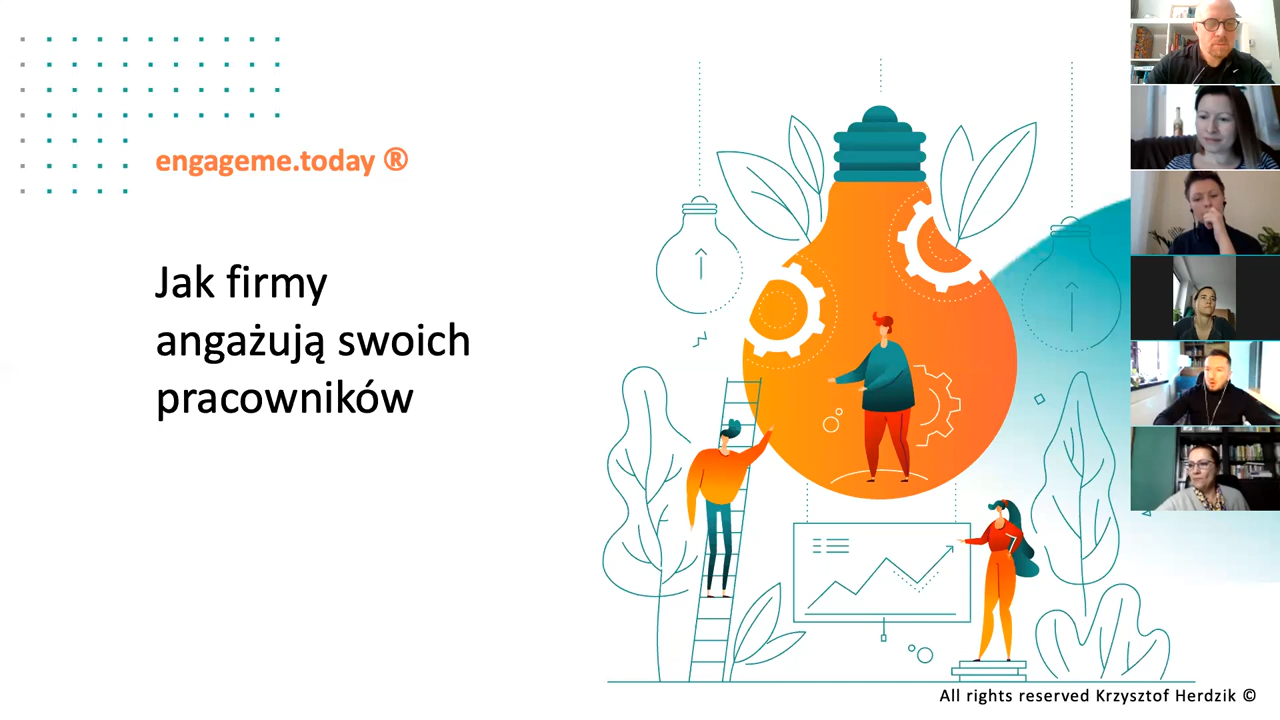 engageme.today ®
Jak firmy
angażują swoich
pracowników
All rights reserved Krzysztof Herdzik ©